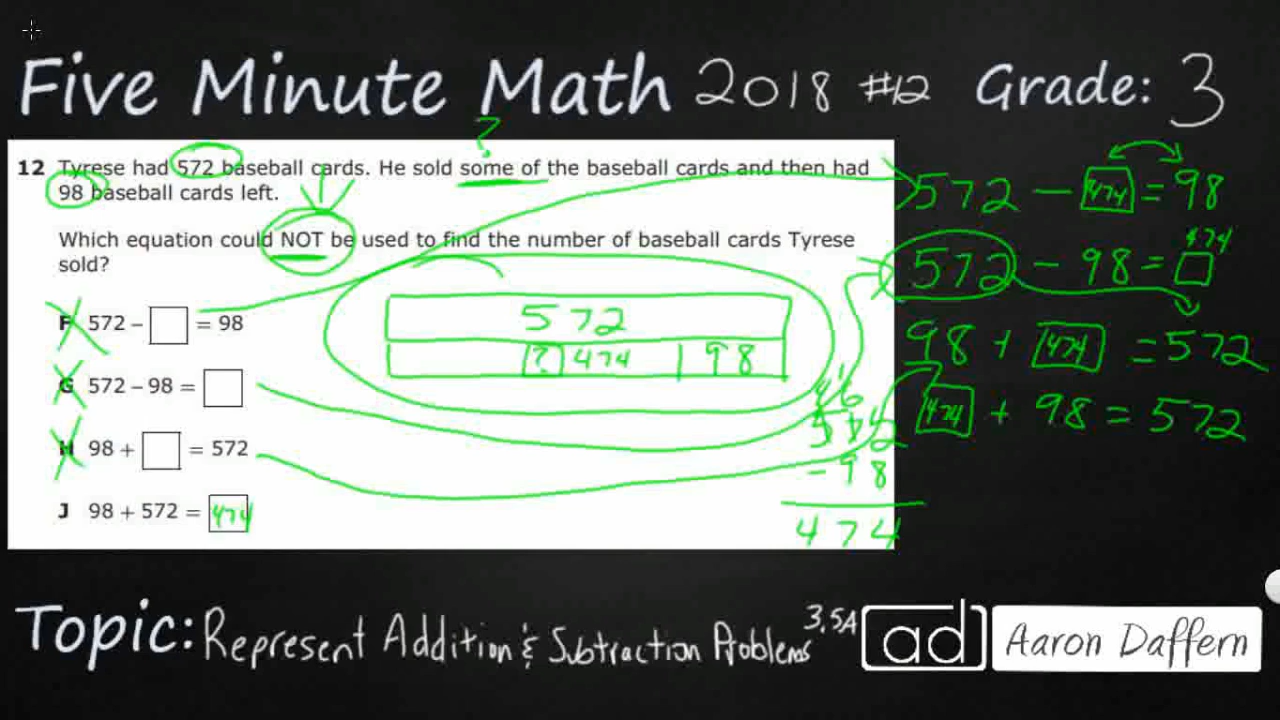 Five Minute Math 2018 #12 Grade: 3
?
12 Tyrese had 572 baseball cards. He sold some of the baseball cards and then had
98 baseball cards left.
Which equation could NOT be used to find the number of baseball cards Tyrese
sold?
F 572 – □ = 98
G 572 – 98 = □
H 98 + □ = 572
J 98 + 572 = 474
572
? 474 98
572
-98
474
572 - 474 = 98
572 - 98 = □ 474
98 + 474 = 572
474 + 98 = 572
Topic: Represent Addition & Subtraction Problems 3.5A
ad Aaron Daffern